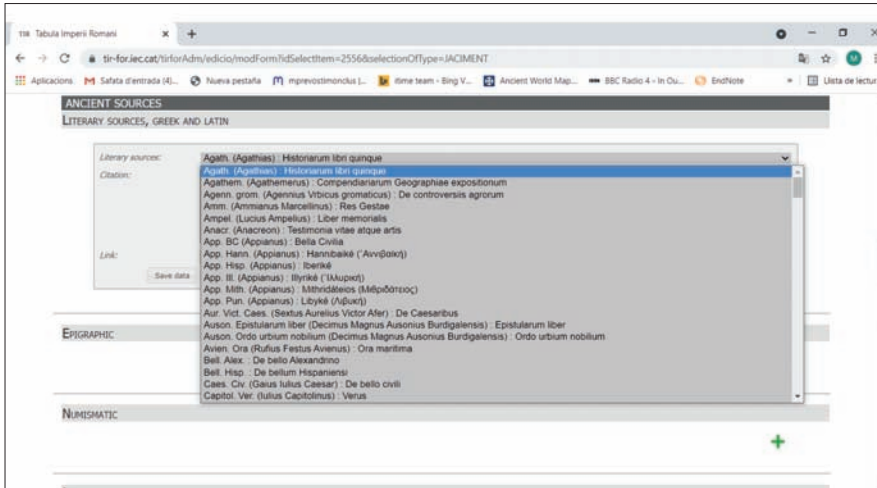 Tabula Imperii Romani
tir-for.iec.cat/tirforAdm/edicio/modForm?idSelectItem=2556&selectionOfType=JACIMENT
Aplicacions Safata d'entrada (4)... Nueva pestaña mprevostimonclus (... itime team - Bing V... Ancient World Map... BBC Radio 4 - In Ou... EndNote » Llista de lectur
ANCIENT SOURCES
LITERARY SOURCES, GREEK AND LATIN
Literary sources: Agath. (Agathias) : Historiarum libri quinque
Citation:
Link:
Save data
Agath. (Agathias) : Historiarum libri quinque
Agathem. (Agathemerus) : Compendiariarum Geographiae expositionum
Agenn. grom. (Agennius Vrbicus gromaticus) : De controversiis agrorum
Amm. (Ammianus Marcellinus) : Res Gestae
Ampel. (Lucius Ampelius) : Liber memorialis
Anacr. (Anacreon) : Testimonia vitae atque artis
App. BC (Appianus) : Bella Civilia
App. Hann. (Appianus) : Hannibaiké (Ἀννιβαϊκή)
App. Hisp. (Appianus) : Iberiké
App. Ill. (Appianus) : Illyriké (Ἰλλυρική)
App. Mith. (Appianus) : Mithridáteios (Μιθριδάτειος)
App. Pun. (Appianus) : Libyké (Λιβυκή)
Aur. Vict. Caes. (Sextus Aurelius Victor Afer) : De Caesaribus
Auson. Epistularum liber (Decimus Magnus Ausonius Burdigalensis) : Epistularum liber
Auson. Ordo urbium nobilium (Decimus Magnus Ausonius Burdigalensis) : Ordo urbium nobilium
Avien. Ora (Rufius Festus Avienus) : Ora maritima
Bell. Alex. : De bello Alexandrino
Bell. Hisp. : De bellum Hispaniensi
Caes. Civ. (Gaius Iulius Caesar) : De bello civili
Capitol. Ver. (Iulius Capitolinus) : Verus
EPIGRAPHIC
NUMISMATIC